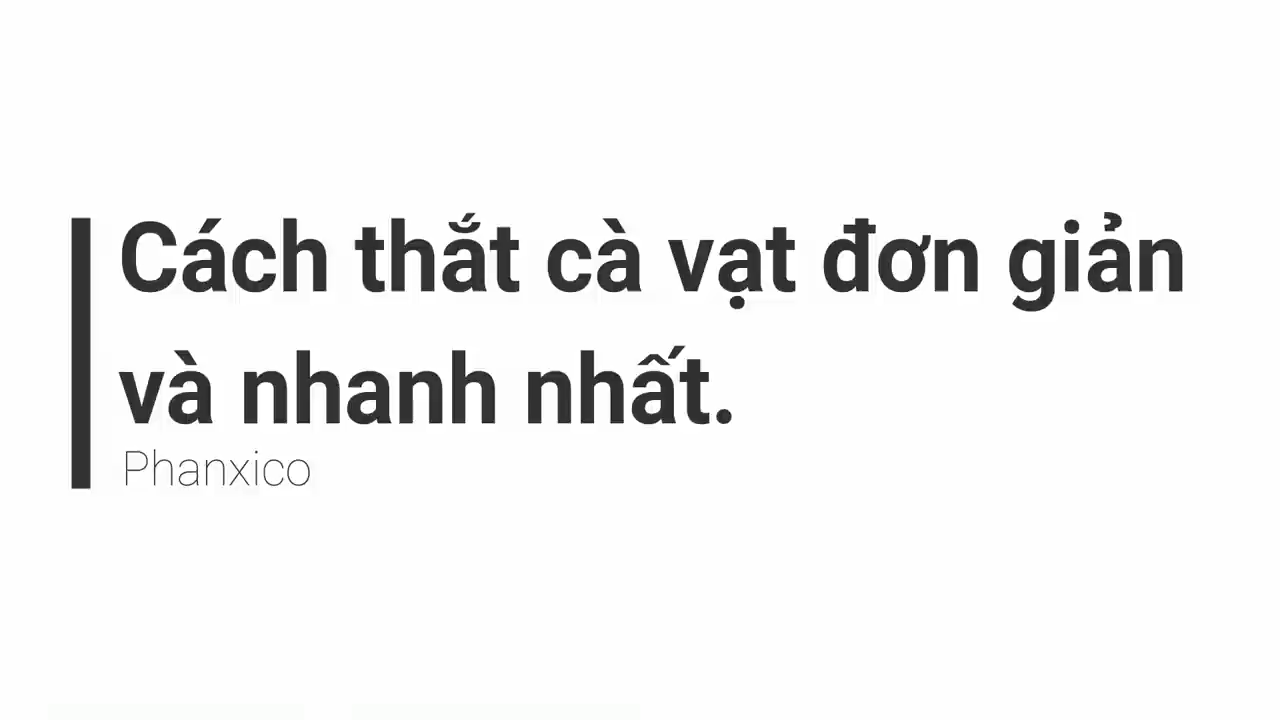 Cách thắt cà vạt đơn giản
và nhanh nhất.
Phanxico